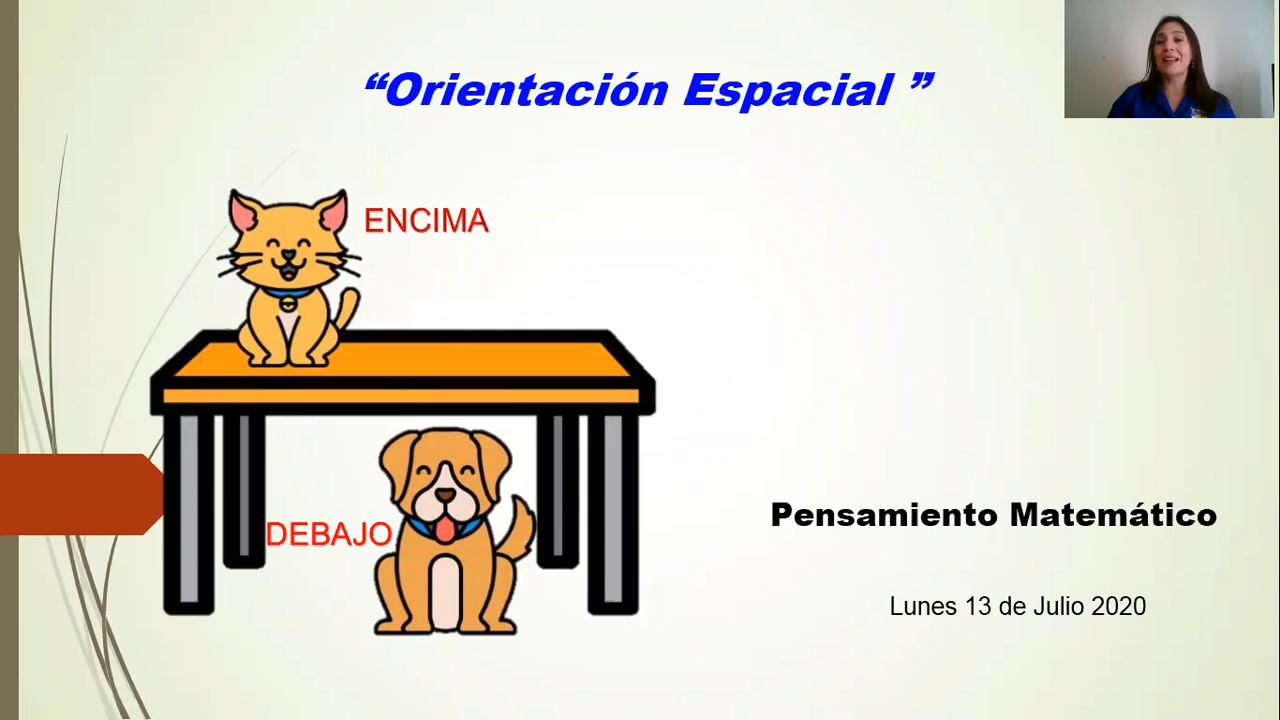 “Orientación Espacial ”
ENCIMA
DEBAJO
Pensamiento Matemático
Lunes 13 de Julio 2020